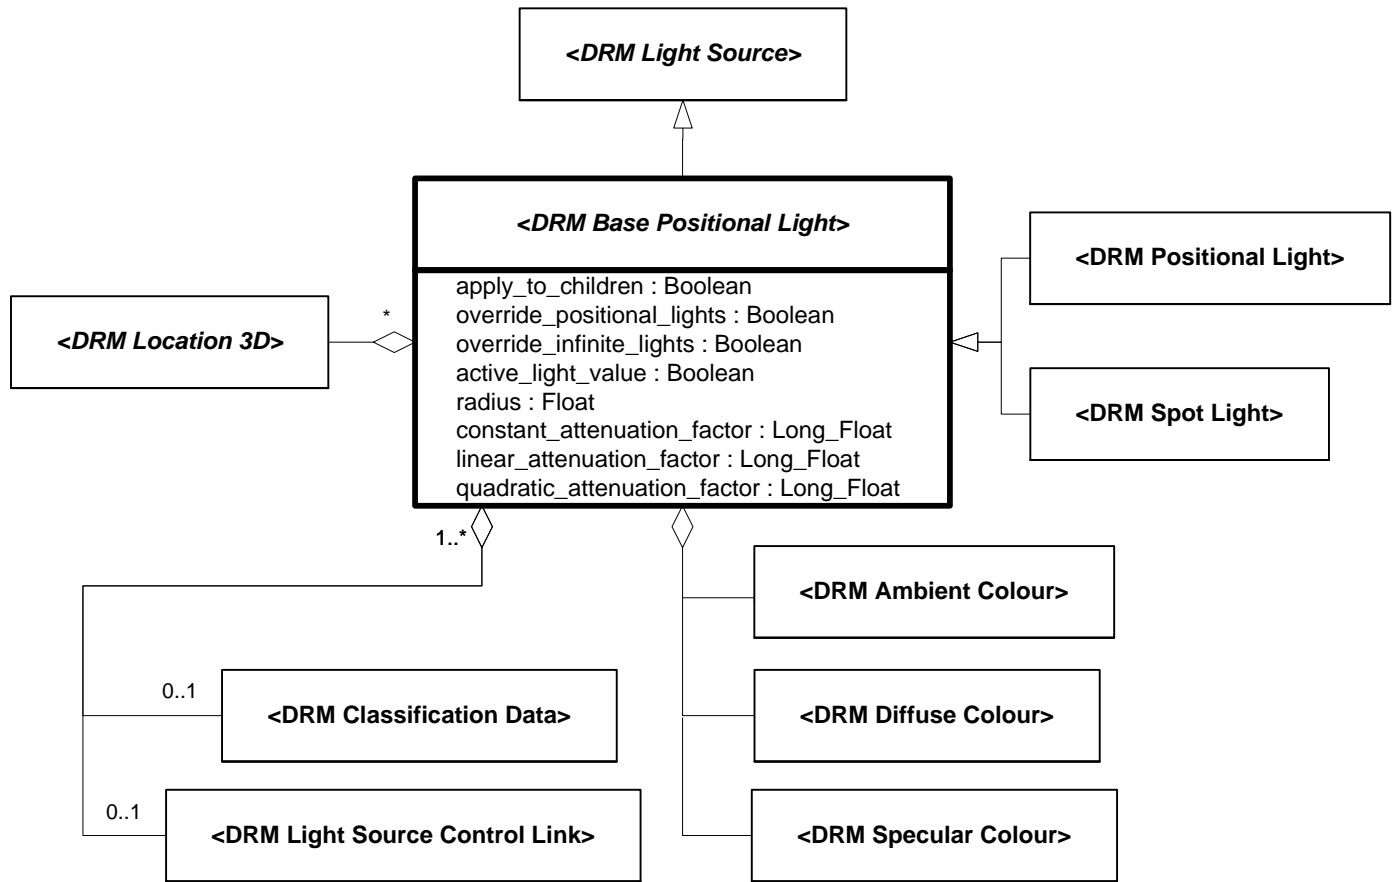 <DRM Light Source>
<DRM Base Positional Light>
apply_to_children : Boolean
override_positional_lights : Boolean
override_infinite_lights : Boolean
active_light_value : Boolean
radius : Float
constant_attenuation_factor : Long_Float
linear_attenuation_factor : Long_Float
quadratic_attenuation_factor : Long_Float
<DRM Positional Light>
<DRM Spot Light>
*
<DRM Location 3D>
1..*
0..1
<DRM Classification Data>
0..1
<DRM Light Source Control Link>
<DRM Ambient Colour>
<DRM Diffuse Colour>
<DRM Specular Colour>